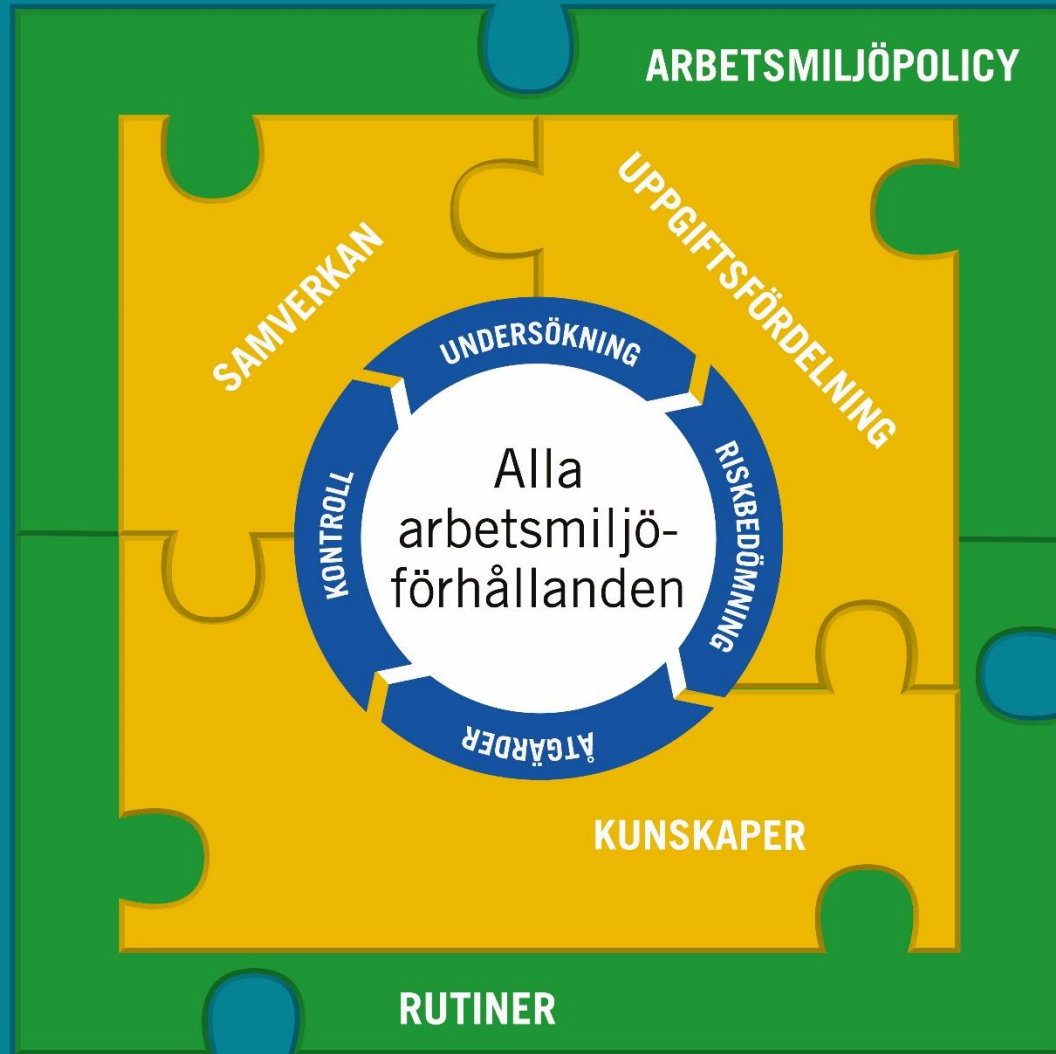 ARBETSMILJÖPOLICY
SAMVERKAN
UPPGIFTSFÖRDELNING
UNDERSÖKNING
RISKBEDÖMNING
ÅTGÄRDER
KONTROLL
Alla
arbetsmiljö-
förhållanden
KUNSKAPER
RUTINER